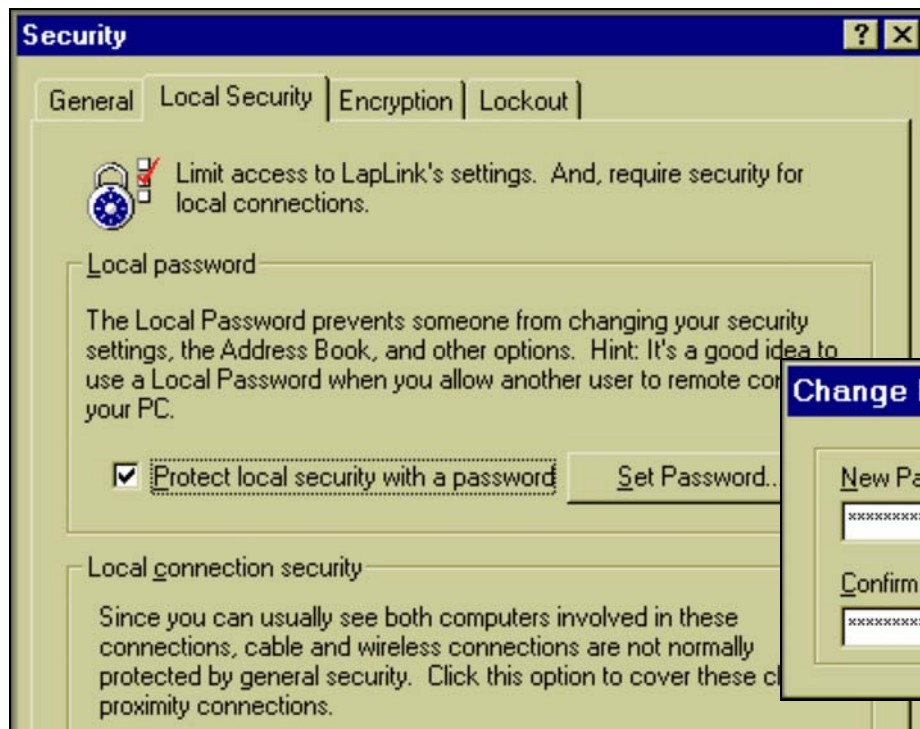 Security
General Local Security Encryption Lockout
Limit access to LapLink's settings. And, require security for
local connections.
Local password
The Local Password prevents someone from changing your security
settings, the Address Book, and other options. Hint: It's a good idea to
use a Local Password when you allow another user to remote
your PC.
Protect local security with a password
Set Password..
Local connection security
Since you can usually see both computers involved in these
connections, cable and wireless connections are not normally
protected by general security. Click this option to cover these
proximity connections.
Change
New
xxxxxxxx
Confirm
xxxxxxxx